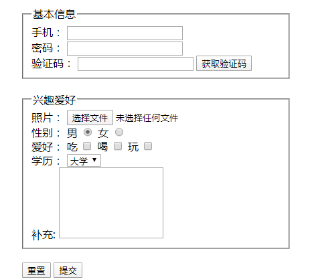 基本信息
手机：
密码：
验证码： 获取验证码
兴趣爱好
照片： 选择文件 未选择任何文件
性别： 男 女
爱好： 吃 喝 玩
学历： 大学
补充:
重置 提交